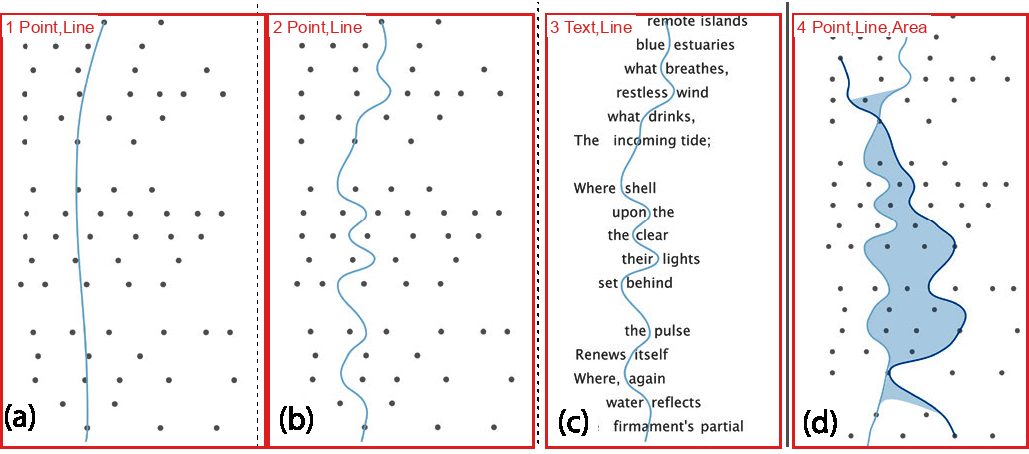 1 Point,Line
2 Point,Line
3 Text,Line
4 Point,Line,Area
remote islands
blue estuaries
what breathes,
restless wind
what drinks,
The incoming tide;
Where shell
upon the
the clear
their lights
set behind
the pulse
Renews itself
Where, again
water reflects
firmament's partial
(a)
(b)
(c)
(d)